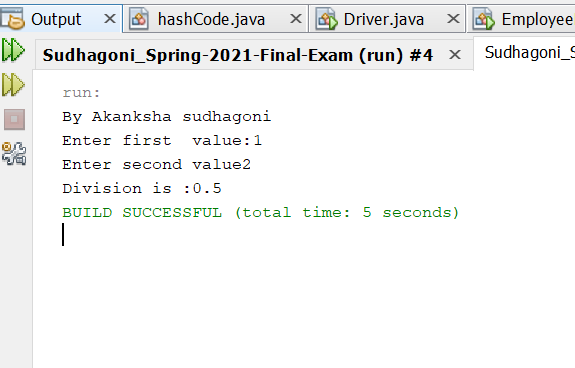 Output hashCode.java Driver.java Employee
Sudhagoni_Spring-2021-Final-Exam (run) #4 Sudhagoni_S
run:
By Akanksha sudhagoni
Enter first  value:1
Enter second value2
Division is :0.5
BUILD SUCCESSFUL (total time: 5 seconds)